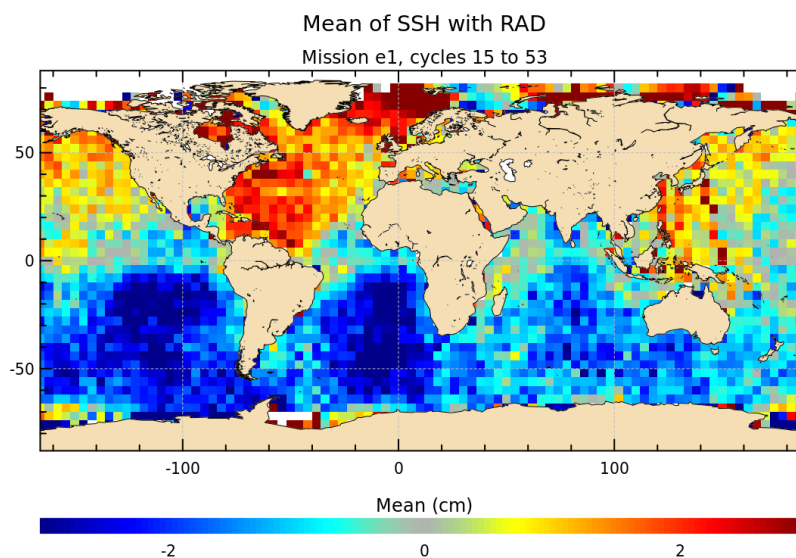 Mean of SSH with RAD
Mission e1, cycles 15 to 53
50
0
-50
-100 0 100
Mean (cm)
-2 0 2